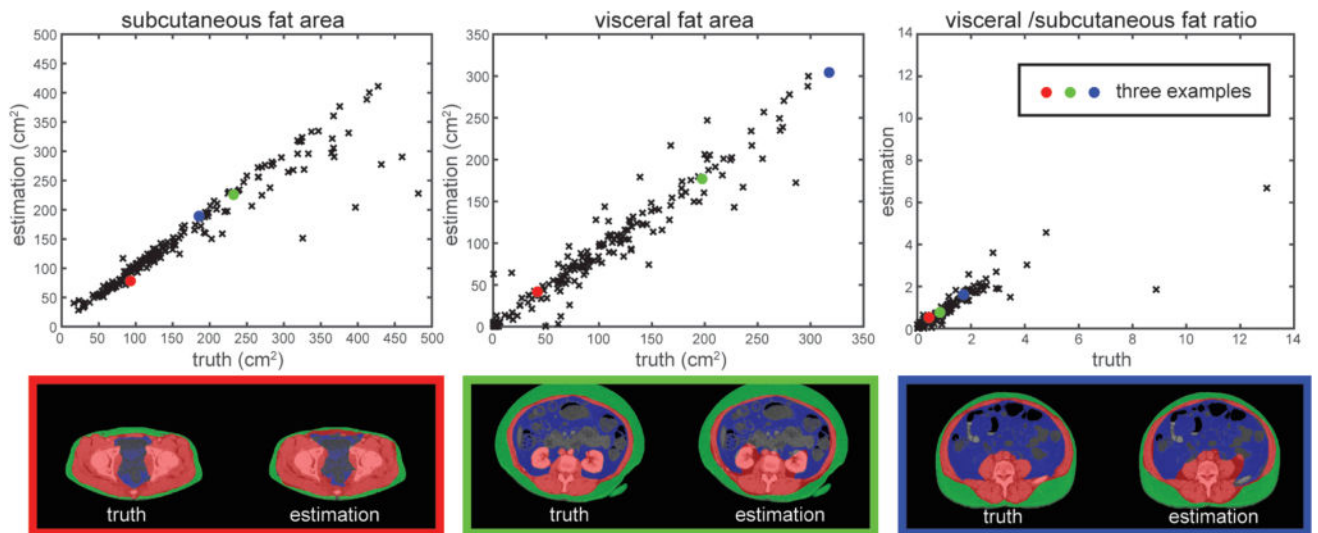 subcutaneous fat area
visceral fat area
visceral /subcutaneous fat ratio
500
450
400
350
300
250
200
150
100
50
0
estimation (cm²)
0 50 100 150 200 250 300 350 400 450 500
truth (cm²)
350
300
250
200
150
100
50
0
estimation (cm²)
0 50 100 150 200 250 300 350
truth (cm²)
14
12
10
8
6
4
2
0
estimation
three examples
0 2 4 6 8 10 12 14
truth
truth estimation
truth estimation
truth estimation